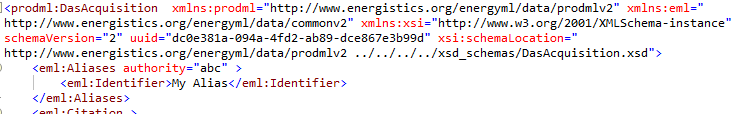 <prodml:DasAcquisition xmlns:prodml="http://www.energistics.org/energyml/data/prodmlv2" xmlns:eml="
http://www.energistics.org/energyml/data/commonv2" xmlns:xsi="http://www.w3.org/2001/XMLSchema-instance"
schemaVersion="2" uuid="dc0e381a-094a-4fd2-ab89-dce867e3b99d" xsi:schemaLocation="
http://www.energistics.org/energyml/data/prodmlv2 ../../../../xsd_schemas/DasAcquisition.xsd">
<eml:Aliases authority="abc" >
<eml:Identifier>My Alias</eml:Identifier>
</eml:Aliases>
<eml:Citation >